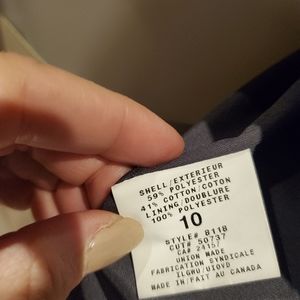 SHELL/EXTERIEUR
59% POLYESTER
41% COTTON/COTON
LINING/DOUBLURE
100% POLYESTER
10
STYLE# B118
CUT# 50737
CA# 24157
UNION MADE
FABRICATION SYNDICALE
ILGWU/UIOVD
MADE IN/FAIT AU CANADA